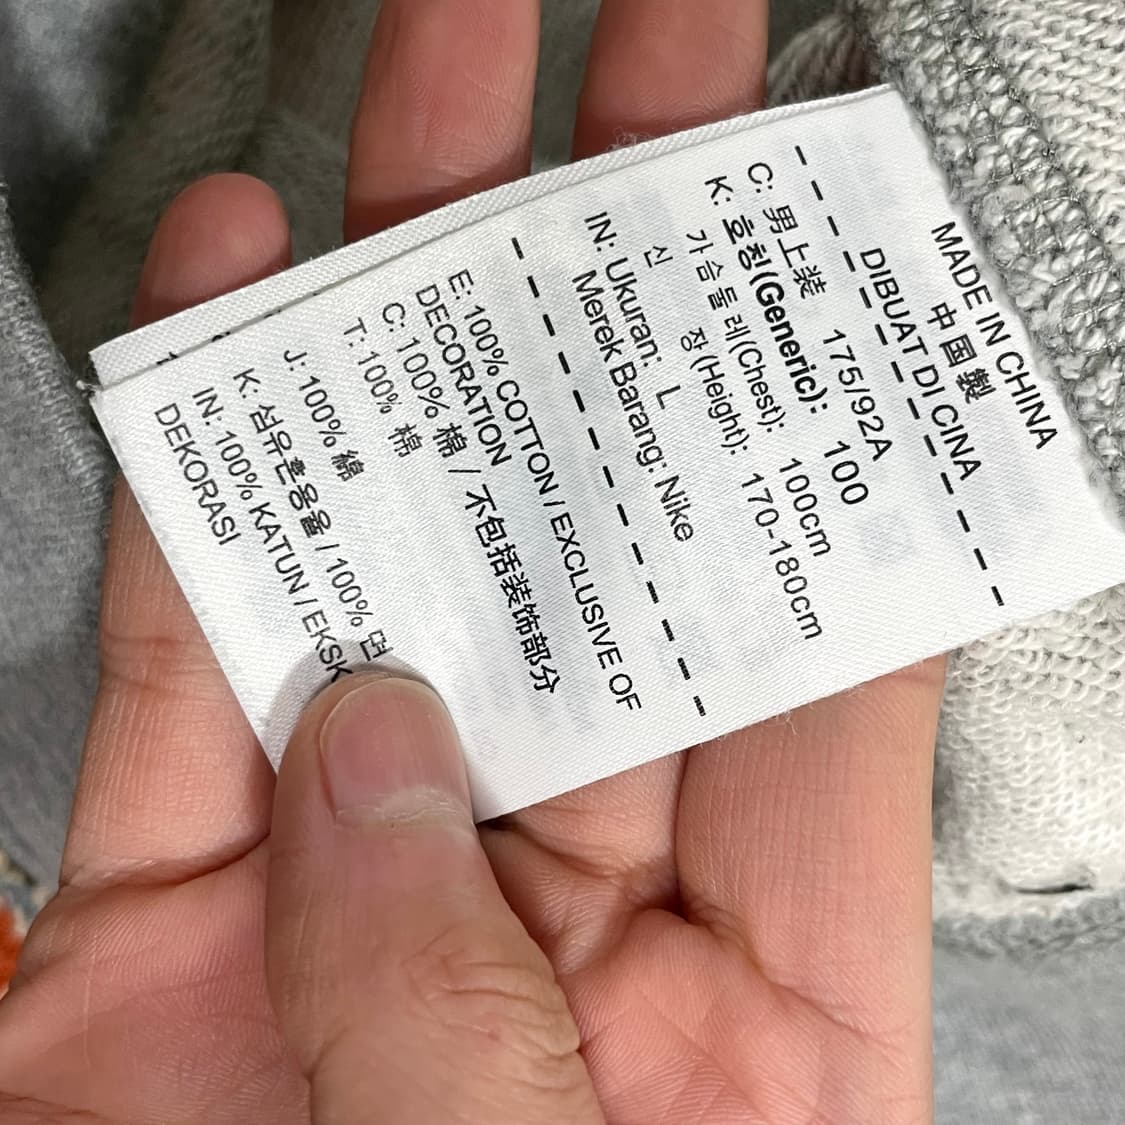 MADE IN CHINA
中国製
DIBUAT DI CINA
C: 男上装 175/92A
K: 호칭(Generic): 100
가슴둘레(Chest): 100cm
신 장(Height): 170-180cm
IN: Ukuran: L
Merek Barang: Nike
E: 100% COTTON / EXCLUSIVE OF
DECORATION
C: 100% 棉 / 不包括装饰部分
T: 100% 棉
J: 100% 綿
K: 섬유혼용율 / 100% 면
IN: 100% KATUN / EKSK
DEKORASI